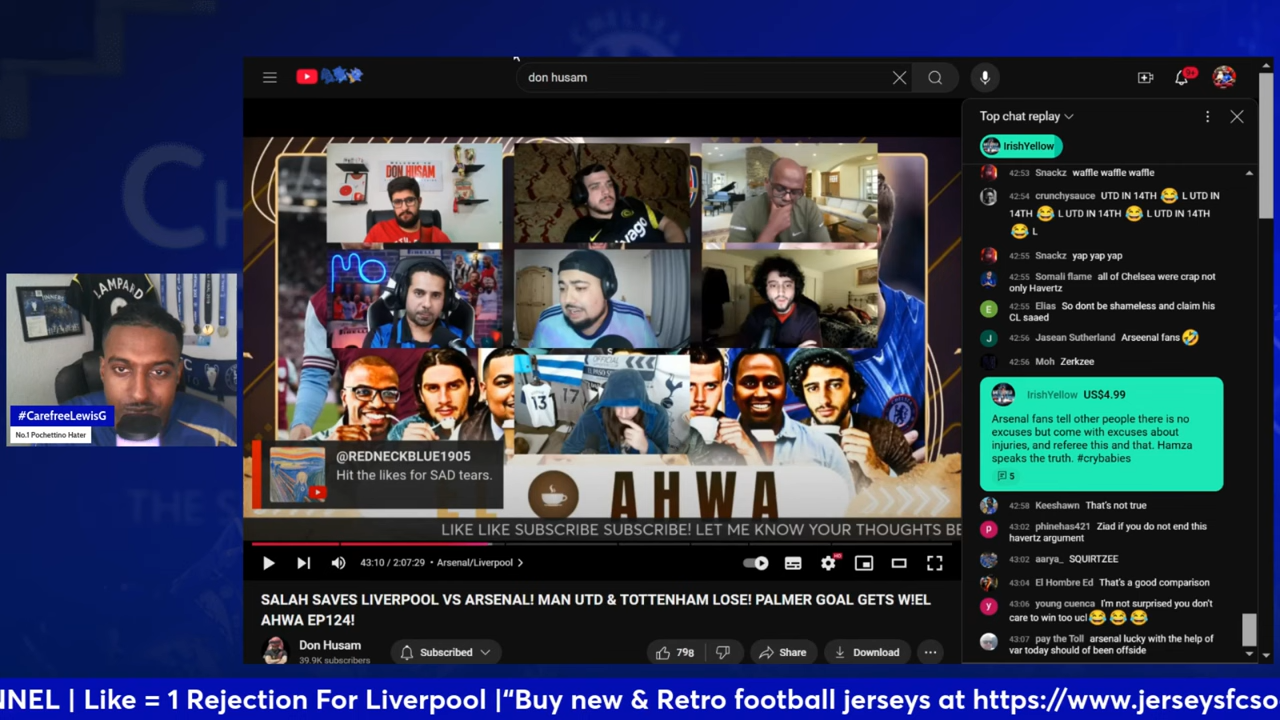 CHELSEA
CH
THE S
don husam
9+
Top chat replay
IrishYellow
42:53 Snackz waffle waffle waffle
42:54 crunchysauce UTD IN 14TH 😂 L UTD IN
14TH 😂 L UTD IN 14TH 😂 L UTD IN 14TH
😂 L
42:55 Snackz yap yap yap
42:55 Somali flame all of Chelsea were crap not
only Havertz
42:55 Elias So dont be shameless and claim his
CL saaed
42:56 Jasean Sutherland Arseenal fans 🤣
42:56 Moh Zerkzee
IrishYellow US$4.99
Arsenal fans tell other people there is no
excuses but come with excuses about
injuries, and referee this and that. Hamza
speaks the truth. #crybabies
5
42:58 Keeshawn That's not true
43:02 phinehas421 Ziad if you do not end this
havertz argument
43:02 aarya_ SQUIRTZEE
43:04 El Hombre Ed That's a good comparison
43:06 young cuenca I'm not surprised you don't
care to win too ucl 😂 😂 😂
43:07 pay the Toll arsenal lucky with the help of
var today should of been offside
DON HUSAM
MO
OFFICIAL
13
LAMPARD
#CarefreeLewisG
No.1 Pochettino Hater
@REDNECKBLUE1905
Hit the likes for SAD tears.
EL AHWA
LIKE LIKE SUBSCRIBE SUBSCRIBE! LET ME KNOW YOUR THOUGHTS BE
43:10 / 2:07:29 • Arsenal/Liverpool
HD
SALAH SAVES LIVERPOOL VS ARSENAL! MAN UTD & TOTTENHAM LOSE! PALMER GOAL GETS W!EL
AHWA EP124!
Don Husam
39.9K subscribers
Subscribed
798
Share
Download
NNEL | Like = 1 Rejection For Liverpool |“Buy new & Retro football jerseys at https://www.jerseysfcso